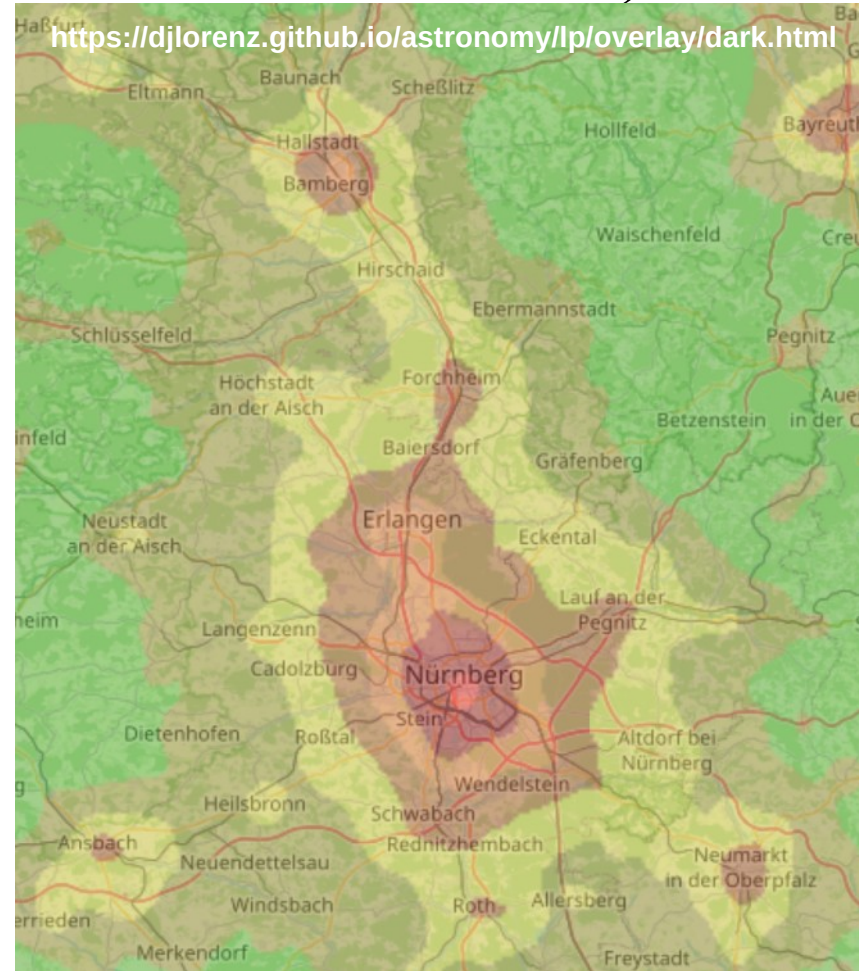 Haßfurt
https://djlorenz.github.io/astronomy/lp/overlay/dark.html
Baunach
Eltmann
Scheßlitz
Hallstadt
Hollfeld
Bayreuth
Bamberg
Waischenfeld
Hirschaid
Ebermannstadt
Schlüsselfeld
Pegnitz
Höchstadt
an der Aisch
Forchheim
Betzenstein
Baiersdorf
Gräfenberg
Neustadt
an der Aisch
Erlangen
Eckental
Lauf an der
Pegnitz
Langenzenn
Cadolzburg
Nürnberg
Stein
Dietenhofen
Roßtal
Altdorf bei
Nürnberg
Wendelstein
Heilsbronn
Schwabach
Ansbach
Rednitzhembach
Neuendettelsau
Neumarkt
in der Oberpfalz
Windsbach
Roth
Allersberg
Merkendorf
Freystadt